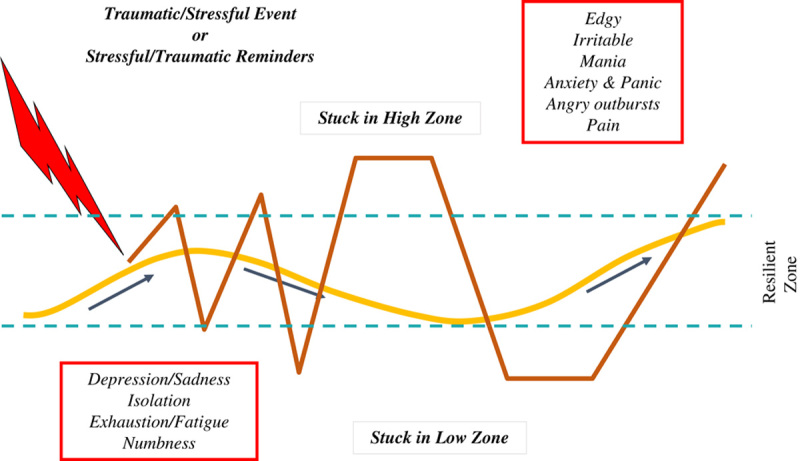 Traumatic/Stressful Event
or
Stressful/Traumatic Reminders
Edgy
Irritable
Mania
Anxiety & Panic
Angry outbursts
Pain
Stuck in High Zone
Resilient
Zone
Depression/Sadness
Isolation
Exhaustion/Fatigue
Numbness
Stuck in Low Zone